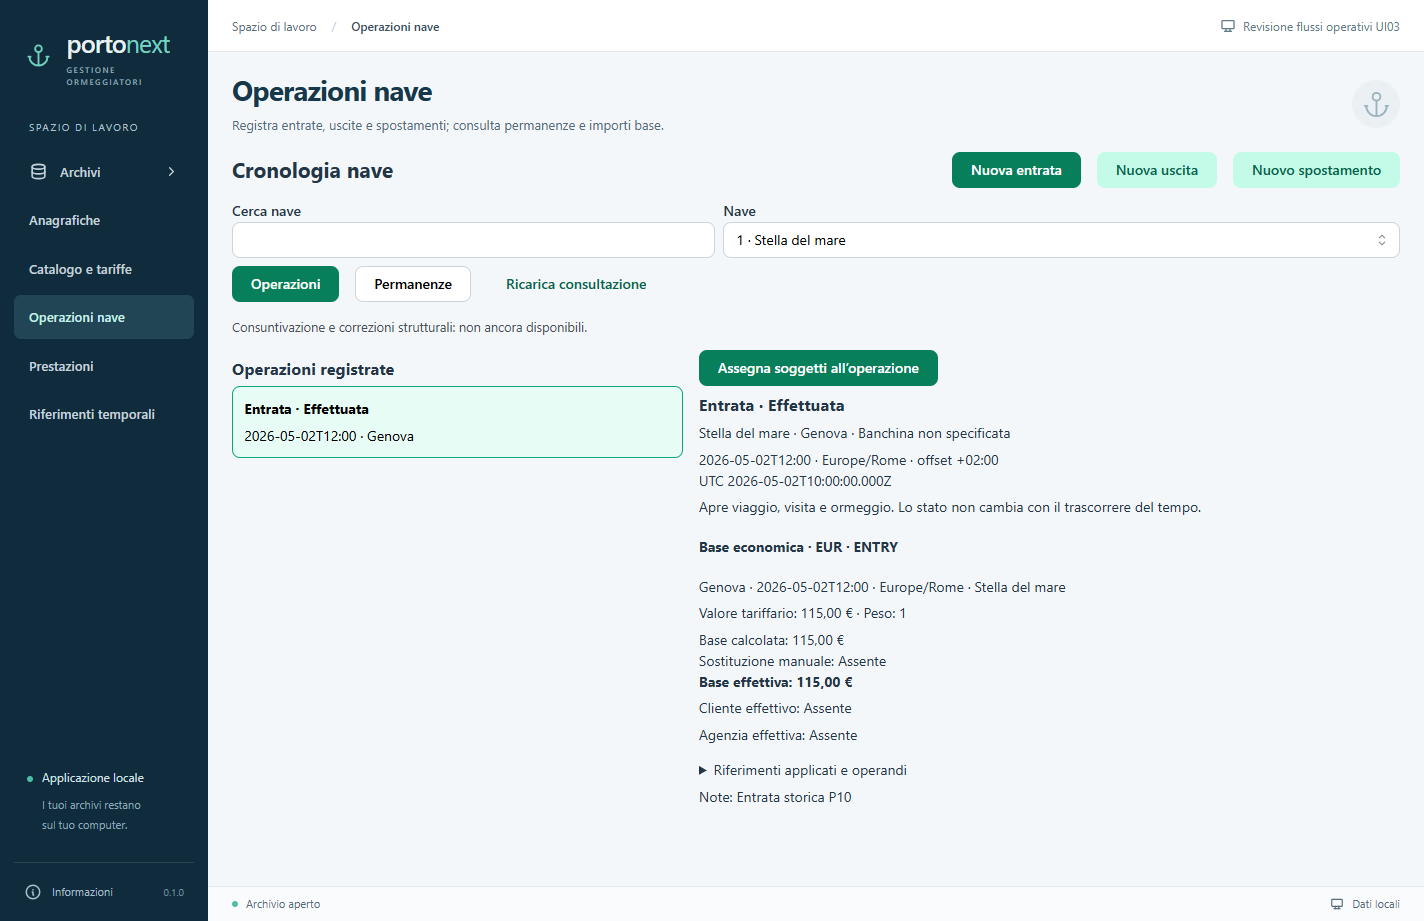 portonext
GESTIONE
ORMEGGIATORI
SPAZIO DI LAVORO
Archivi
Anagrafiche
Catalogo e tariffe
Operazioni nave
Prestazioni
Riferimenti temporali
Applicazione locale
I tuoi archivi restano
sul tuo computer.
Informazioni 0.1.0
Spazio di lavoro / Operazioni nave
Revisione flussi operativi UI03
Operazioni nave
Registra entrate, uscite e spostamenti; consulta permanenze e importi base.
Cronologia nave
Nuova entrata Nuova uscita Nuovo spostamento
Cerca nave
Nave
1 · Stella del mare
Operazioni Permanenze Ricarica consultazione
Consuntivazione e correzioni strutturali: non ancora disponibili.
Operazioni registrate
Entrata · Effettuata
2026-05-02T12:00 · Genova
Assegna soggetti all’operazione
Entrata · Effettuata
Stella del mare · Genova · Banchina non specificata
2026-05-02T12:00 · Europe/Rome · offset +02:00
UTC 2026-05-02T10:00:00.000Z
Apre viaggio, visita e ormeggio. Lo stato non cambia con il trascorrere del tempo.
Base economica · EUR · ENTRY
Genova · 2026-05-02T12:00 · Europe/Rome · Stella del mare
Valore tariffario: 115,00 € · Peso: 1
Base calcolata: 115,00 €
Sostituzione manuale: Assente
Base effettiva: 115,00 €
Cliente effettivo: Assente
Agenzia effettiva: Assente
Riferimenti applicati e operandi
Note: Entrata storica P10
Archivio aperto
Dati locali